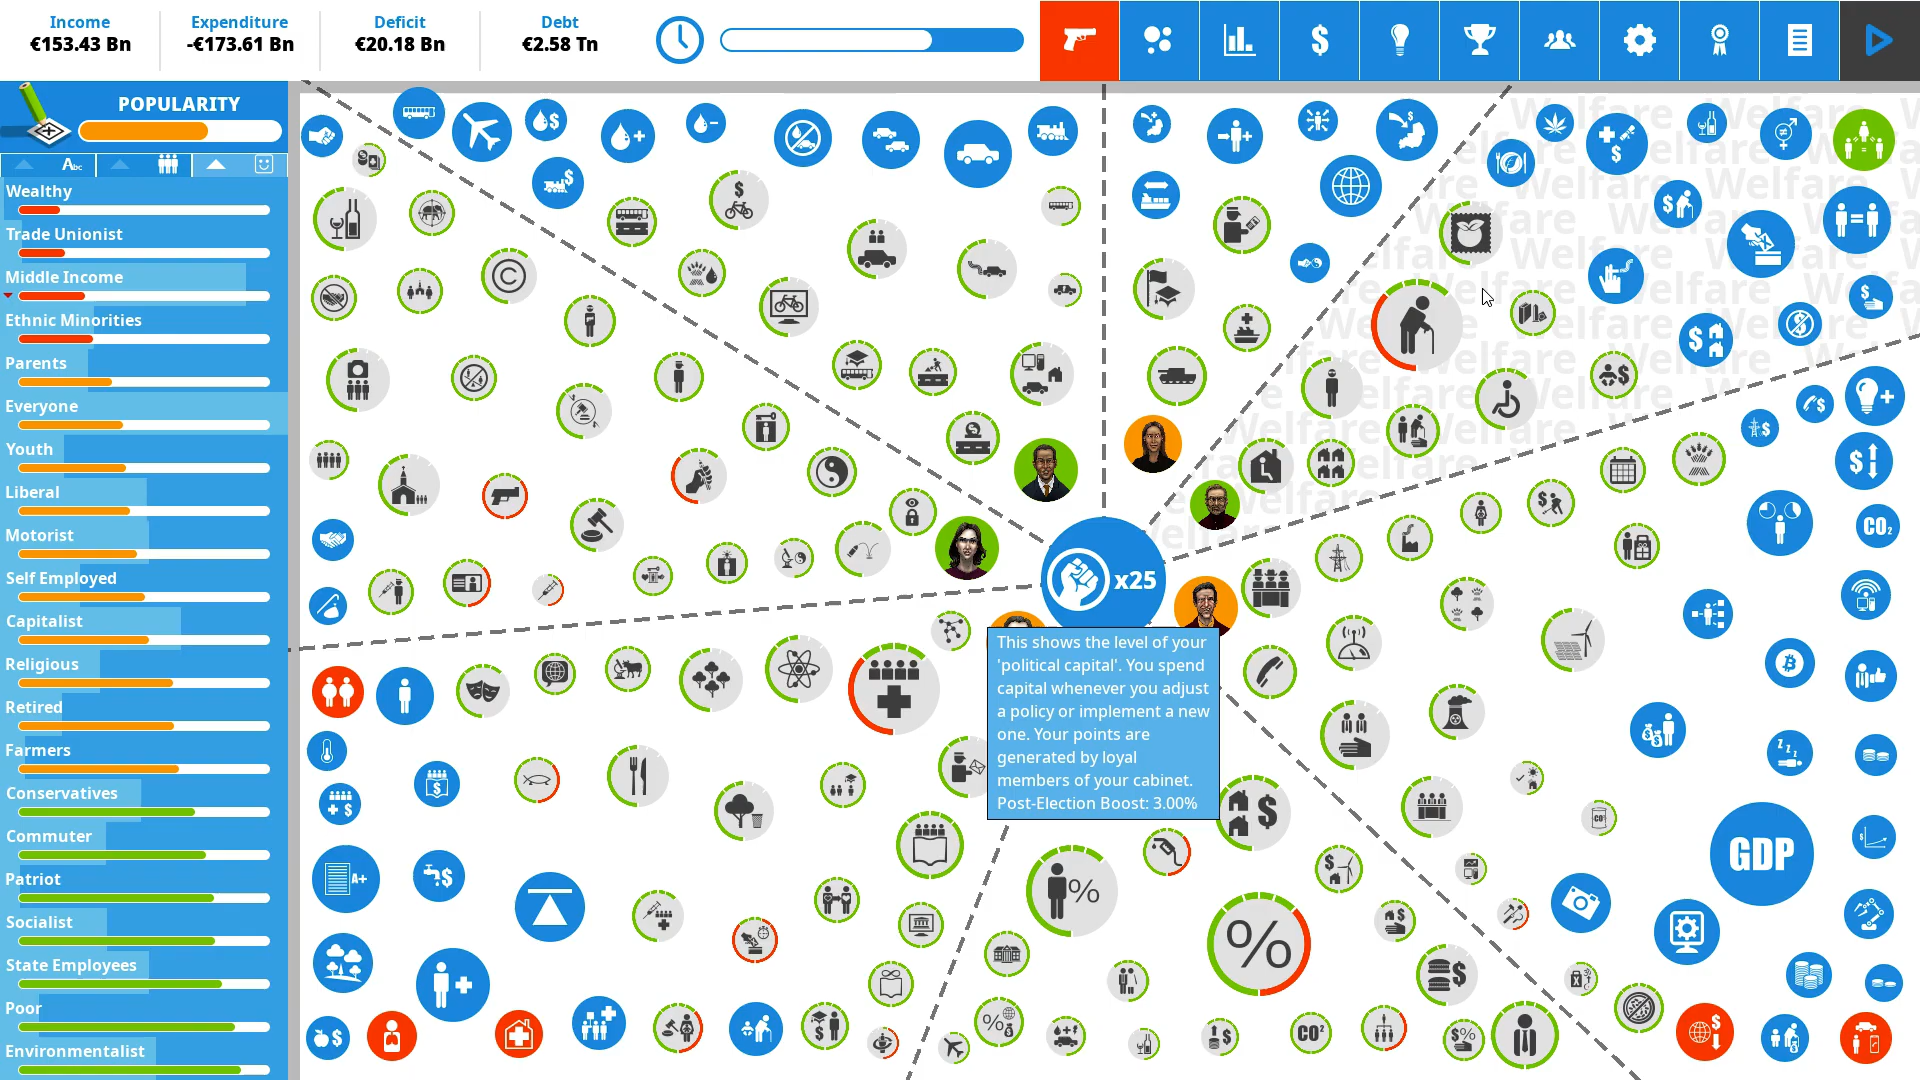 Income
€153.43 Bn
Expenditure
-€173.61 Bn
Deficit
€20.18 Bn
Debt
€2.58 Tn
POPULARITY
Abc
Wealthy
Trade Unionist
Middle Income
Ethnic Minorities
Parents
Everyone
Youth
Liberal
Motorist
Self Employed
Capitalist
Religious
Retired
Farmers
Conservatives
Commuter
Patriot
Socialist
State Employees
Poor
Environmentalist
Welfare Welfare Welfare
x25
This shows the level of your
'political capital'. You spend
capital whenever you adjust
a policy or implement a new
one. Your points are
generated by loyal
members of your cabinet.
Post-Election Boost: 3.00%
CO₂
GDP
A+
%
%
CO²